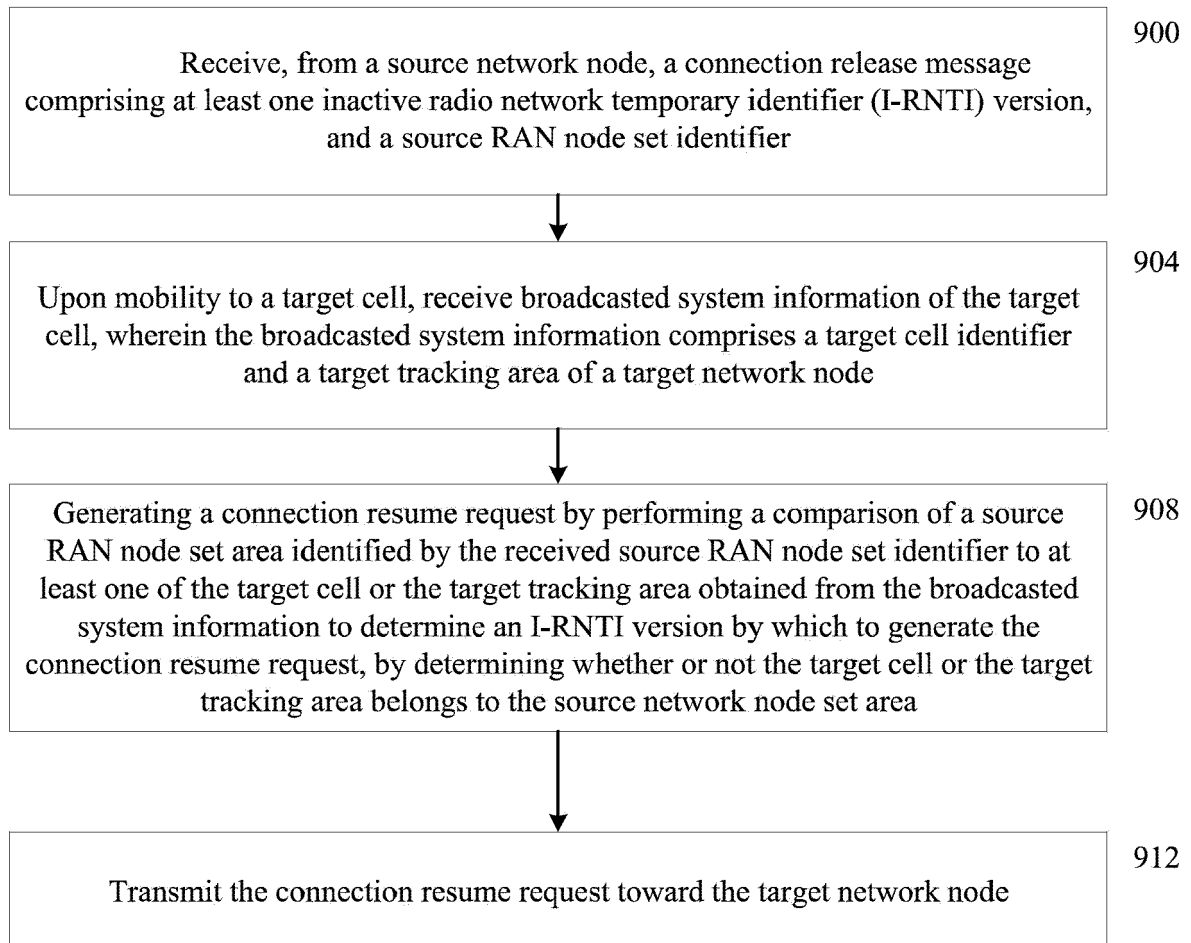 900
Receive, from a source network node, a connection release message
comprising at least one inactive radio network temporary identifier (I-RNTI) version,
and a source RAN node set identifier
904
Upon mobility to a target cell, receive broadcasted system information of the target
cell, wherein the broadcasted system information comprises a target cell identifier
and a target tracking area of a target network node
908
Generating a connection resume request by performing a comparison of a source
RAN node set area identified by the received source RAN node set identifier to at
least one of the target cell or the target tracking area obtained from the broadcasted
system information to determine an I-RNTI version by which to generate the
connection resume request, by determining whether or not the target cell or the target
tracking area belongs to the source network node set area
912
Transmit the connection resume request toward the target network node